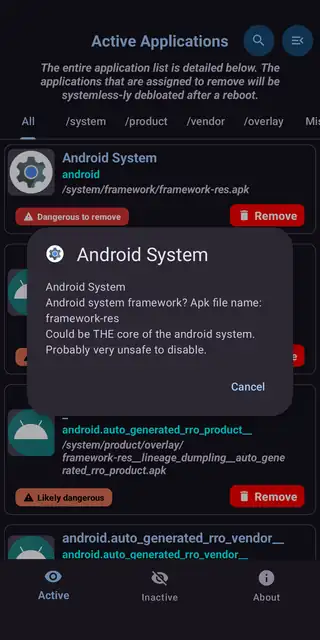 Active Applications
The entire application list is detailed below. The
applications that are assigned to remove will be
systemless-ly debloated after a reboot.
All /system /product /vendor /overlay Mis
Android System
android
/system/framework/framework-res.apk
Dangerous to remove
Remove
Android System
Android System
Android system framework? Apk file name:
framework-res
Could be THE core of the android system.
Probably very unsafe to disable.
Cancel
android.auto_generated_rro_product__
/system/product/overlay/
framework-res__lineage_dumpling__auto_gene
rated_rro_product.apk
Likely dangerous
Remove
android.auto_generated_rro_vendor__
android.auto_generated_rro_vendor__
Active
Inactive
About